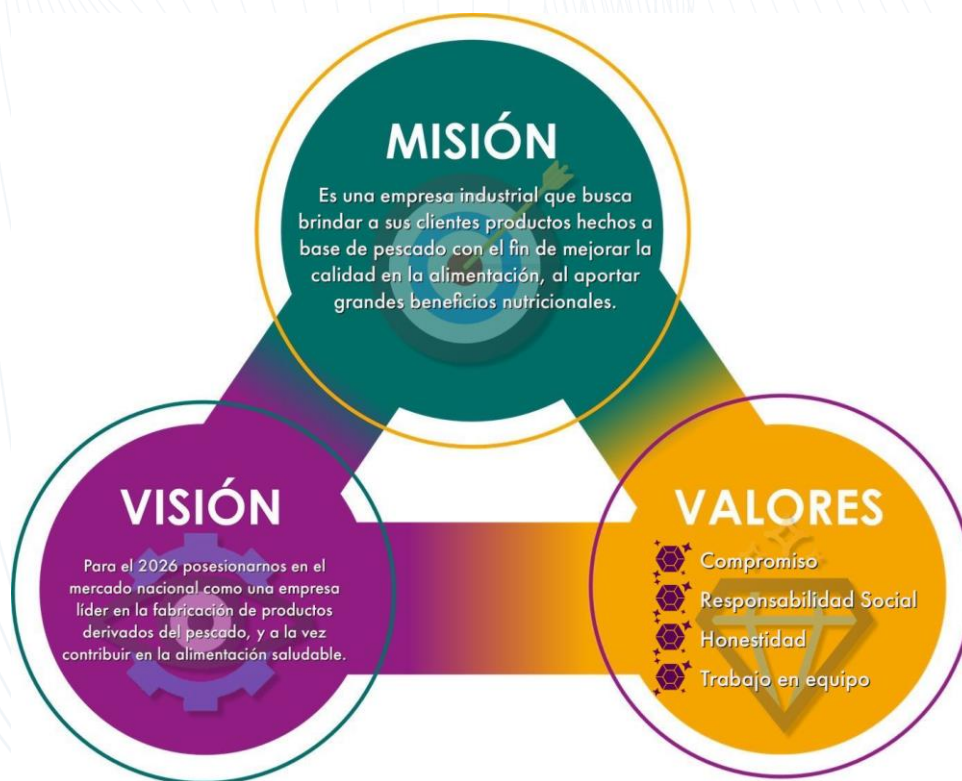 MISIÓN
Es una empresa industrial que busca
brindar a sus clientes productos hechos a
base de pescado con el fin de mejorar la
calidad en la alimentación, al aportar
grandes beneficios nutricionales.
VISIÓN
Para el 2026 posesionarnos en el
mercado nacional como una empresa
líder en la fabricación de productos
derivados del pescado, y a la vez
contribuir en la alimentación saludable.
VALORES
Compromiso
Responsabilidad Social
Honestidad
Trabajo en equipo